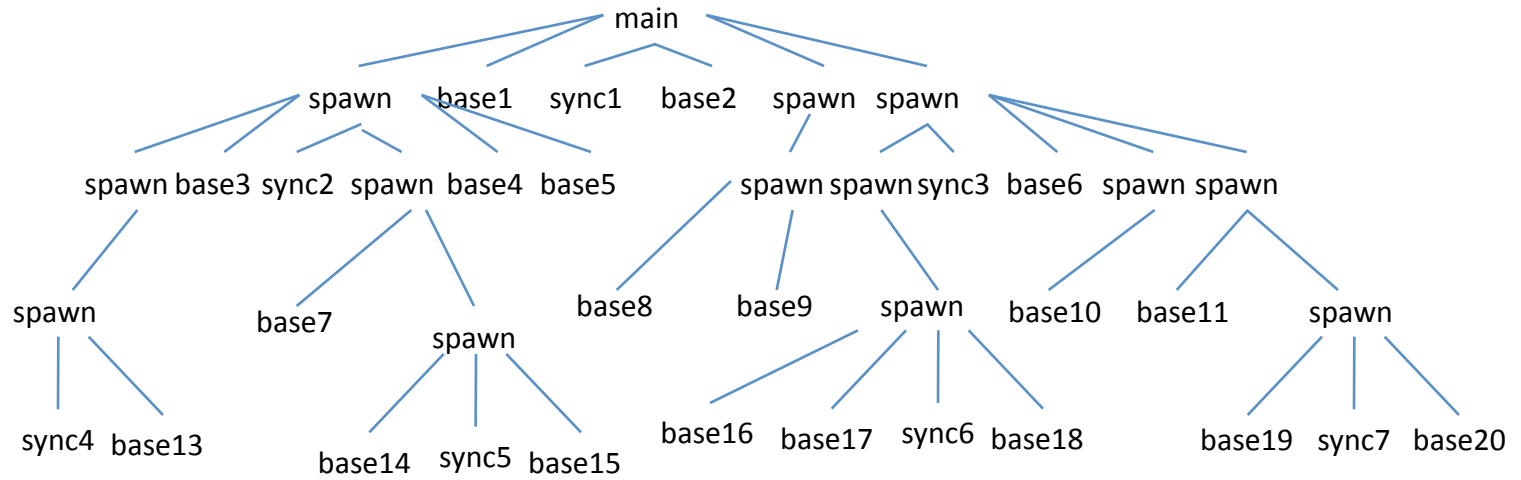 main
spawn base1 sync1 base2 spawn spawn
spawn base3 sync2 spawn base4 base5 spawn spawn sync3 base6 spawn spawn
spawn base7 spawn base8 base9 spawn base10 base11 spawn
sync4 base13 base14 sync5 base15 base16 base17 sync6 base18 base19 sync7 base20